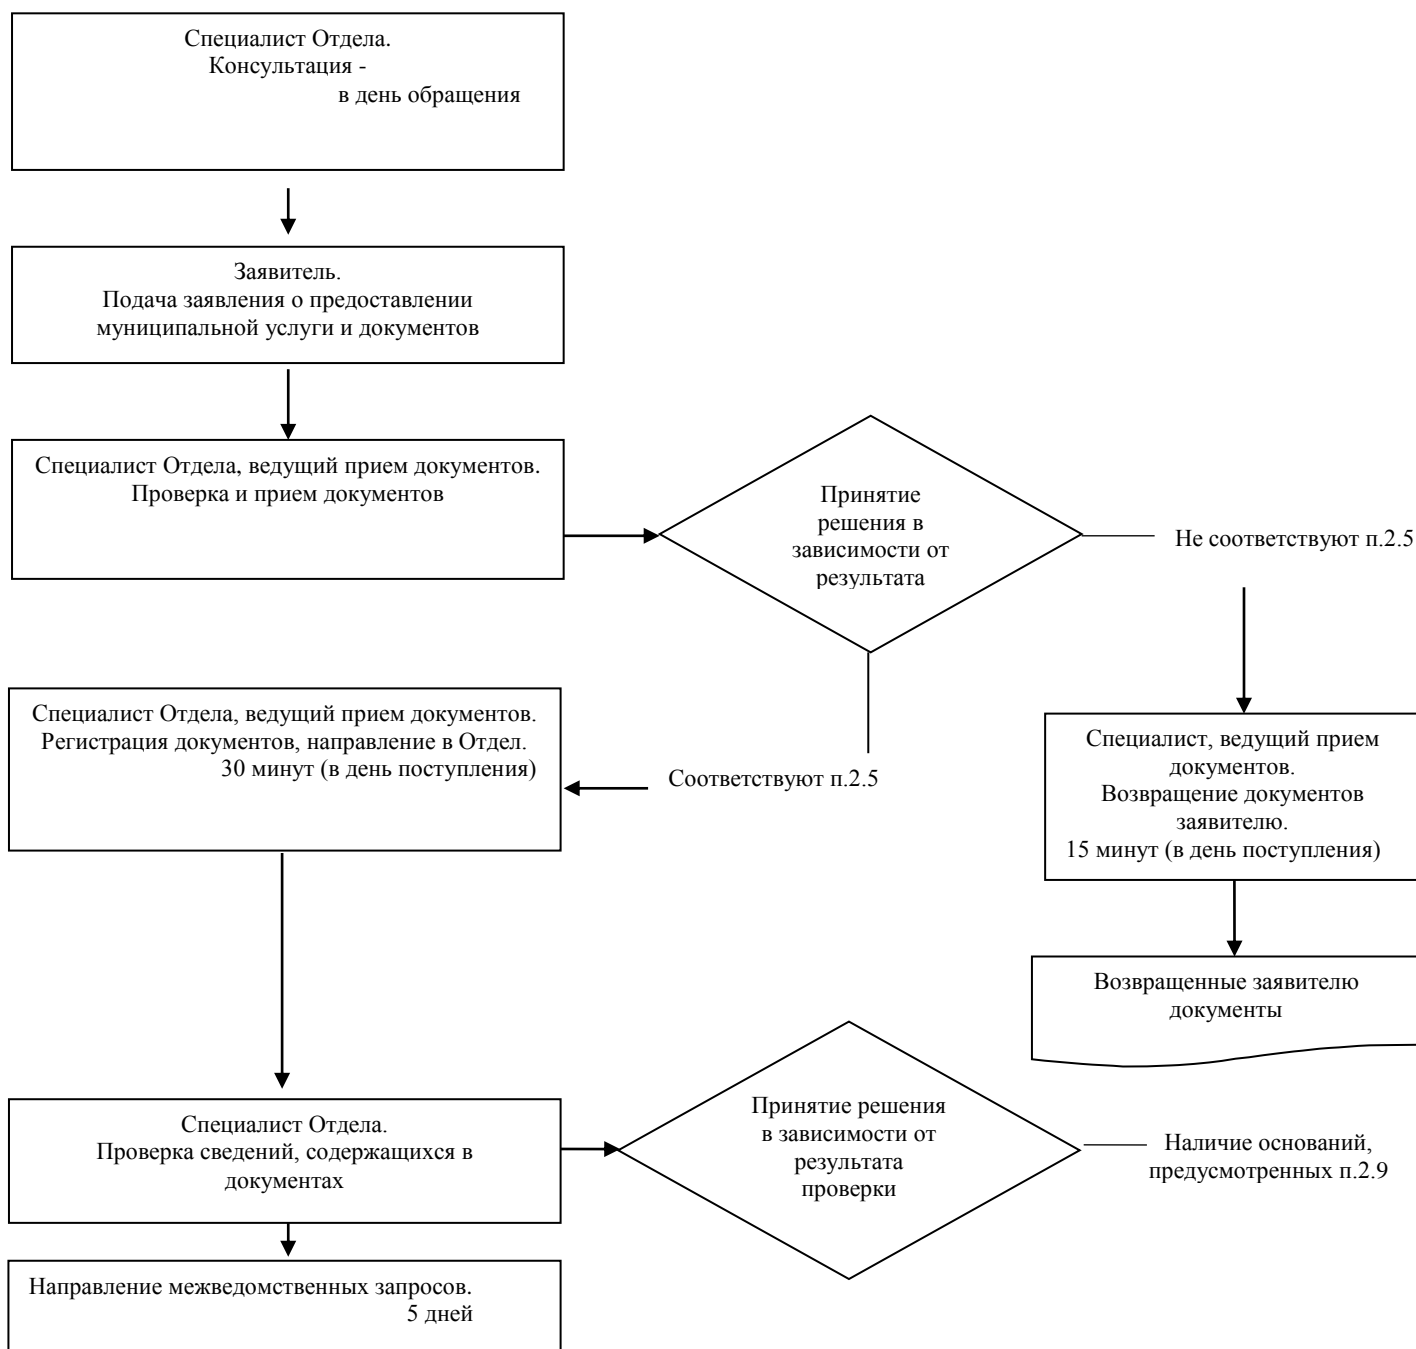 Специалист Отдела.
Консультация -
в день обращения
Заявитель.
Подача заявления о предоставлении
муниципальной услуги и документов
Специалист Отдела, ведущий прием документов.
Проверка и прием документов
Принятие
решения в
зависимости от
результата
Не соответствуют п.2.5
Специалист Отдела, ведущий прием документов.
Регистрация документов, направление в Отдел.
30 минут (в день поступления)
Соответствуют п.2.5
Специалист, ведущий прием
документов.
Возвращение документов
заявителю.
15 минут (в день поступления)
Возвращенные заявителю
документы
Специалист Отдела.
Проверка сведений, содержащихся в
документах
Принятие решения
в зависимости от
результата
проверки
Наличие оснований,
предусмотренных п.2.9
Направление межведомственных запросов.
5 дней